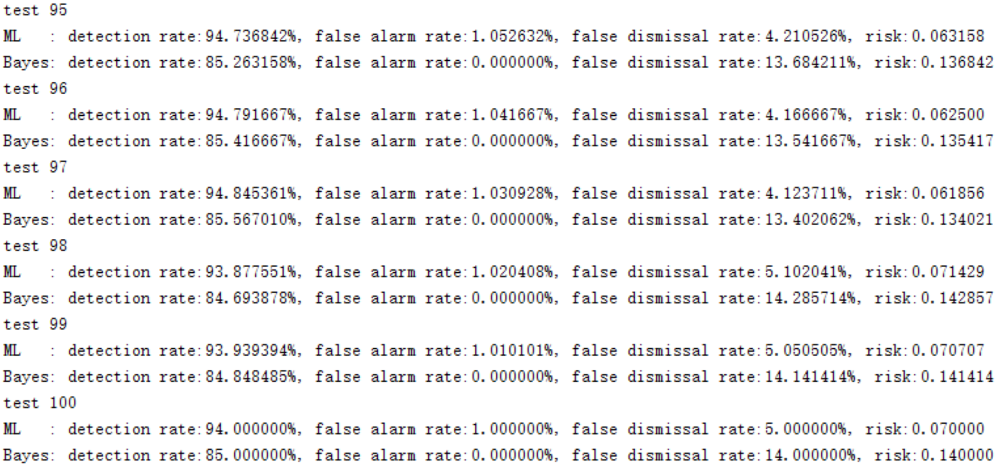 test 95
ML   : detection rate:94.736842%, false alarm rate:1.052632%, false dismissal rate:4.210526%, risk:0.063158
Bayes: detection rate:85.263158%, false alarm rate:0.000000%, false dismissal rate:13.684211%, risk:0.136842
test 96
ML   : detection rate:94.791667%, false alarm rate:1.041667%, false dismissal rate:4.166667%, risk:0.062500
Bayes: detection rate:85.416667%, false alarm rate:0.000000%, false dismissal rate:13.541667%, risk:0.135417
test 97
ML   : detection rate:94.845361%, false alarm rate:1.030928%, false dismissal rate:4.123711%, risk:0.061856
Bayes: detection rate:85.567010%, false alarm rate:0.000000%, false dismissal rate:13.402062%, risk:0.134021
test 98
ML   : detection rate:93.877551%, false alarm rate:1.020408%, false dismissal rate:5.102041%, risk:0.071429
Bayes: detection rate:84.693878%, false alarm rate:0.000000%, false dismissal rate:14.285714%, risk:0.142857
test 99
ML   : detection rate:93.939394%, false alarm rate:1.010101%, false dismissal rate:5.050505%, risk:0.070707
Bayes: detection rate:84.848485%, false alarm rate:0.000000%, false dismissal rate:14.141414%, risk:0.141414
test 100
ML   : detection rate:94.000000%, false alarm rate:1.000000%, false dismissal rate:5.000000%, risk:0.070000
Bayes: detection rate:85.000000%, false alarm rate:0.000000%, false dismissal rate:14.000000%, risk:0.140000